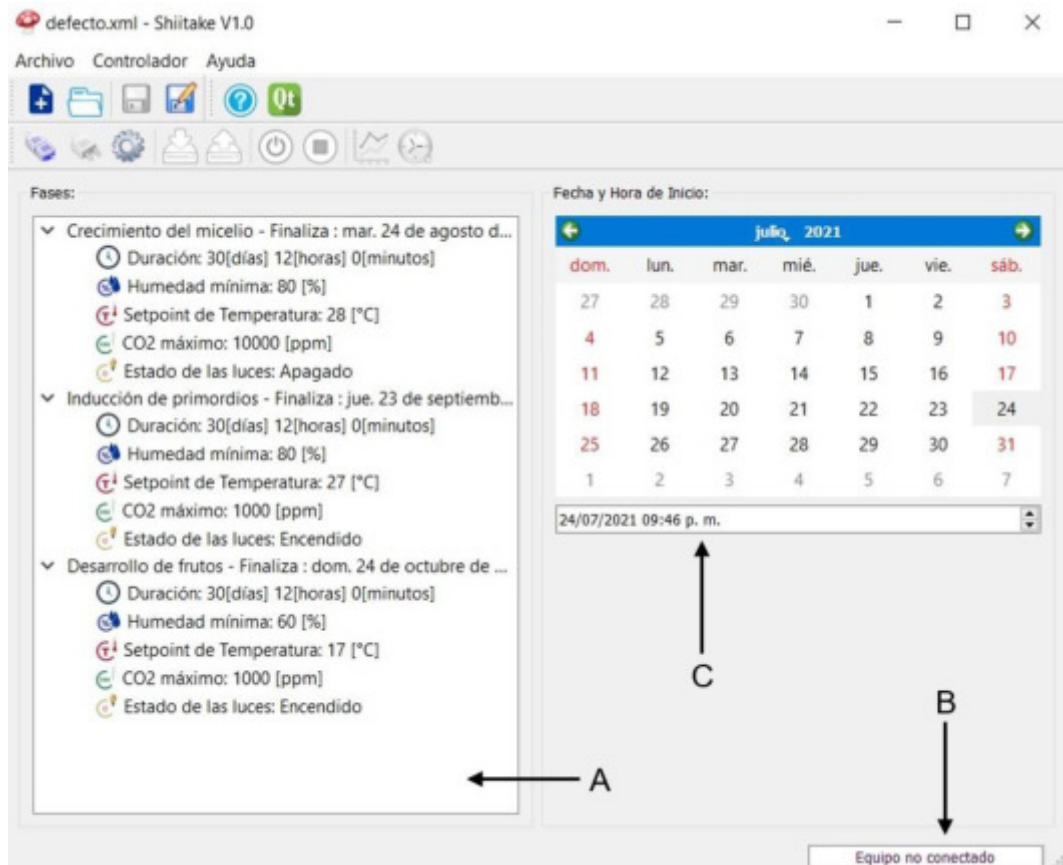 defecto.xml - Shiitake V1.0
Archivo Controlador Ayuda
Qt
Fases:
Crecimiento del micelio - Finaliza : mar. 24 de agosto d...
Duración: 30[días] 12[horas] 0[minutos]
Humedad mínima: 80 [%]
Setpoint de Temperatura: 28 [°C]
CO2 máximo: 10000 [ppm]
Estado de las luces: Apagado
Inducción de primordios - Finaliza : jue. 23 de septiemb...
Duración: 30[días] 12[horas] 0[minutos]
Humedad mínima: 80 [%]
Setpoint de Temperatura: 27 [°C]
CO2 máximo: 1000 [ppm]
Estado de las luces: Encendido
Desarrollo de frutos - Finaliza : dom. 24 de octubre de ...
Duración: 30[días] 12[horas] 0[minutos]
Humedad mínima: 60 [%]
Setpoint de Temperatura: 17 [°C]
CO2 máximo: 1000 [ppm]
Estado de las luces: Encendido
A
Fecha y Hora de Inicio:
julio, 2021
dom. lun. mar. mié. jue. vie. sáb.
27 28 29 30 1 2 3
4 5 6 7 8 9 10
11 12 13 14 15 16 17
18 19 20 21 22 23 24
25 26 27 28 29 30 31
1 2 3 4 5 6 7
24/07/2021 09:46 p. m.
C
B
Equipo no conectado